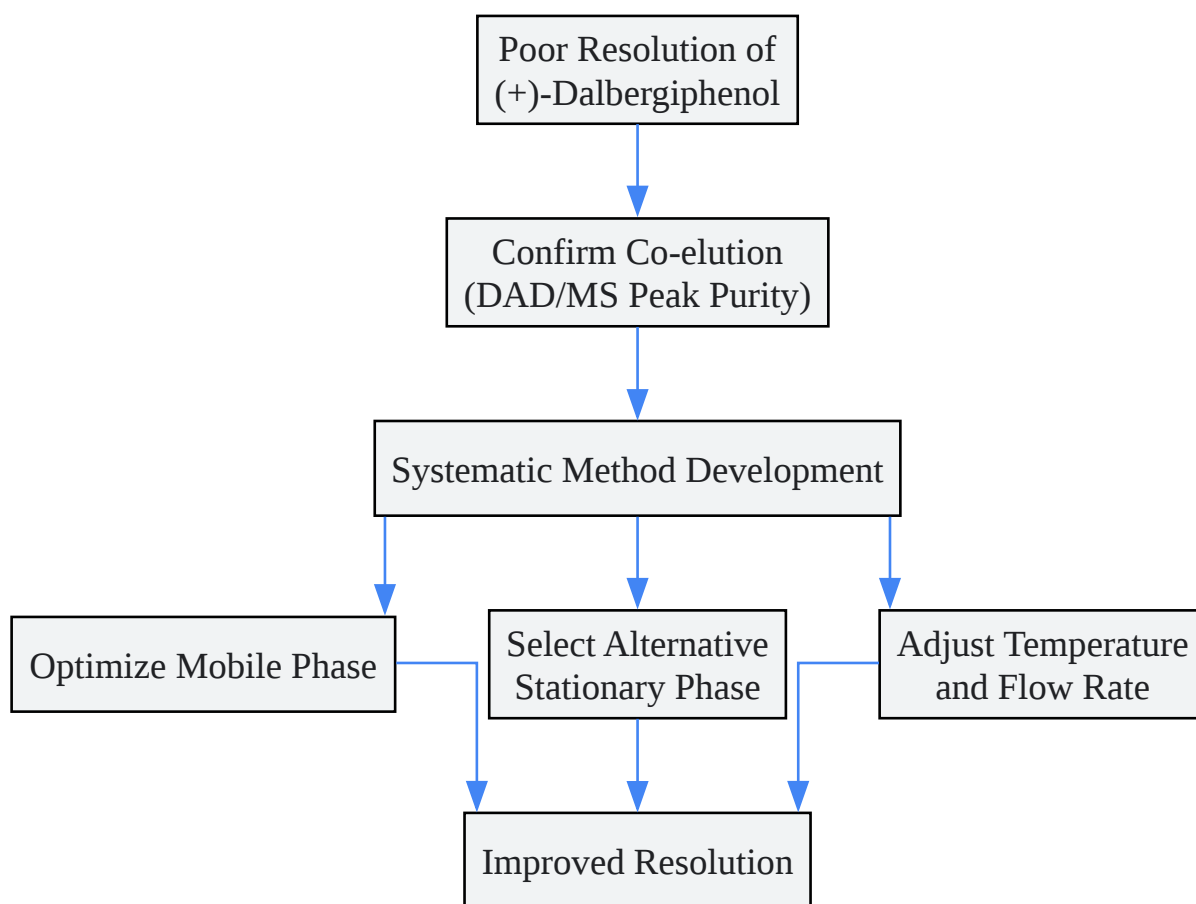 Poor Resolution of
(+)-Dalbergiphenol
Confirm Co-elution
(DAD/MS Peak Purity)
Systematic Method Development
Optimize Mobile Phase
Select Alternative
Stationary Phase
Adjust Temperature
and Flow Rate
Improved Resolution